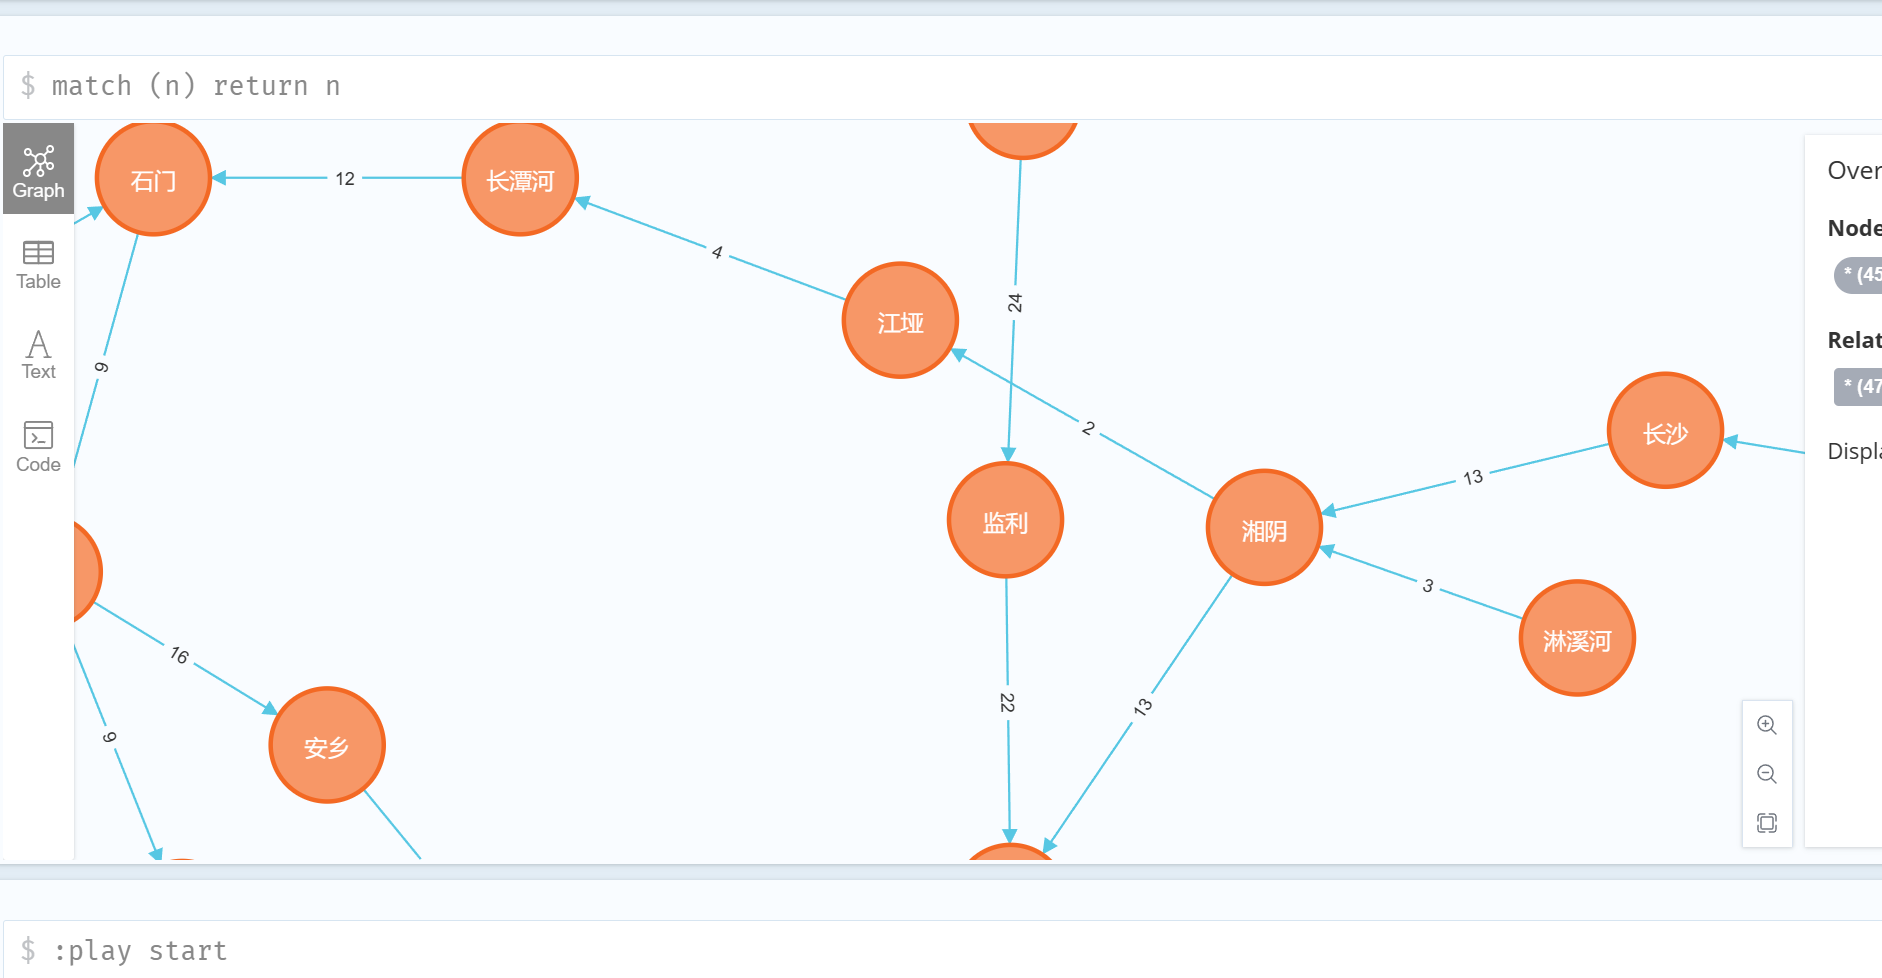 $ match (n) return n
Graph
Table
Text
Code
石门
12
长潭河
4
江垭
24
2
监利
湘阴
13
长沙
3
淋溪河
9
16
安乡
9
22
13
Over
Node
* (45
Relat
* (47
Displa
$ :play start